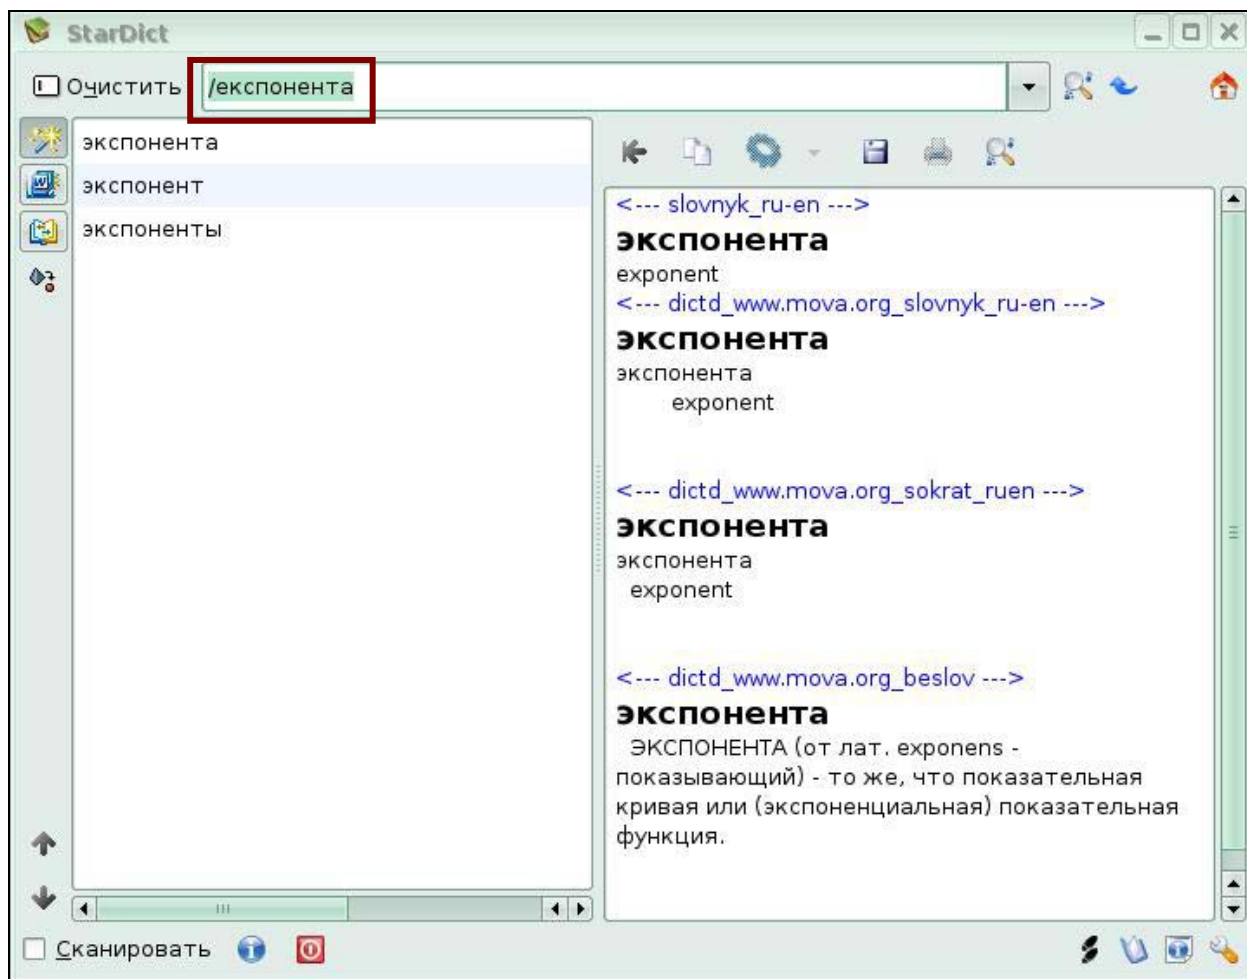 StarDict
Очистить /експонента
экспонента
экспонент
экспоненты
<--- slovnyk_ru-en --->
экспонента
exponent
<--- dictd_www.mova.org_slovnyk_ru-en --->
экспонента
экспонента
exponent
<--- dictd_www.mova.org_sokrat_ruen --->
экспонента
экспонента
exponent
<--- dictd_www.mova.org_beslov --->
экспонента
ЭКСПОНЕНТА (от лат. exponens -
показывающий) - то же, что показательная
кривая или (экспоненциальная) показательная
функция.
Сканировать